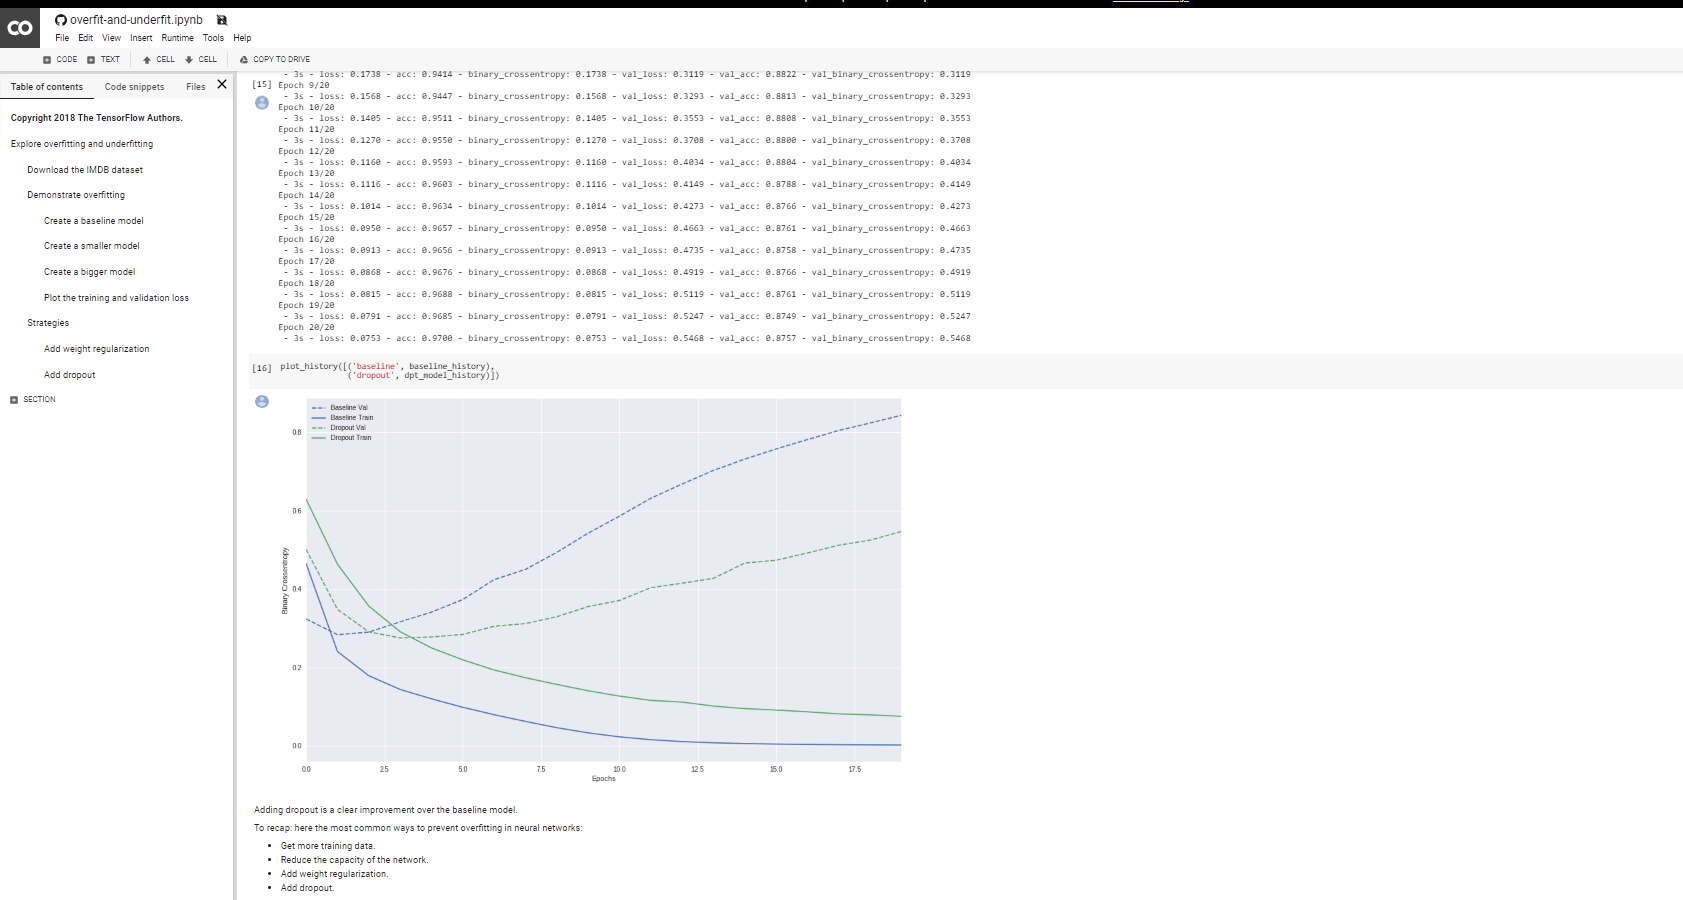 CO
overfit-and-underfit.ipynb
File Edit View Insert Runtime Tools Help
CODE TEXT CELL CELL COPY TO DRIVE
Table of contents Code snippets Files
Copyright 2018 The TensorFlow Authors.
Explore overfitting and underfitting
Download the IMDB dataset
Demonstrate overfitting
Create a baseline model
Create a smaller model
Create a bigger model
Plot the training and validation loss
Strategies
Add weight regularization
Add dropout
SECTION
- 3s - loss: 0.1738 - acc: 0.9414 - binary_crossentropy: 0.1738 - val_loss: 0.3119 - val_acc: 0.8822 - val_binary_crossentropy: 0.3119
[15] Epoch 9/20
- 3s - loss: 0.1568 - acc: 0.9447 - binary_crossentropy: 0.1568 - val_loss: 0.3293 - val_acc: 0.8813 - val_binary_crossentropy: 0.3293
Epoch 10/20
- 3s - loss: 0.1405 - acc: 0.9511 - binary_crossentropy: 0.1405 - val_loss: 0.3553 - val_acc: 0.8808 - val_binary_crossentropy: 0.3553
Epoch 11/20
- 3s - loss: 0.1270 - acc: 0.9550 - binary_crossentropy: 0.1270 - val_loss: 0.3708 - val_acc: 0.8800 - val_binary_crossentropy: 0.3708
Epoch 12/20
- 3s - loss: 0.1160 - acc: 0.9593 - binary_crossentropy: 0.1160 - val_loss: 0.4034 - val_acc: 0.8804 - val_binary_crossentropy: 0.4034
Epoch 13/20
- 3s - loss: 0.1116 - acc: 0.9603 - binary_crossentropy: 0.1116 - val_loss: 0.4149 - val_acc: 0.8788 - val_binary_crossentropy: 0.4149
Epoch 14/20
- 3s - loss: 0.1014 - acc: 0.9634 - binary_crossentropy: 0.1014 - val_loss: 0.4273 - val_acc: 0.8766 - val_binary_crossentropy: 0.4273
Epoch 15/20
- 3s - loss: 0.0950 - acc: 0.9657 - binary_crossentropy: 0.0950 - val_loss: 0.4663 - val_acc: 0.8761 - val_binary_crossentropy: 0.4663
Epoch 16/20
- 3s - loss: 0.0913 - acc: 0.9656 - binary_crossentropy: 0.0913 - val_loss: 0.4735 - val_acc: 0.8758 - val_binary_crossentropy: 0.4735
Epoch 17/20
- 3s - loss: 0.0868 - acc: 0.9676 - binary_crossentropy: 0.0868 - val_loss: 0.4919 - val_acc: 0.8766 - val_binary_crossentropy: 0.4919
Epoch 18/20
- 3s - loss: 0.0815 - acc: 0.9688 - binary_crossentropy: 0.0815 - val_loss: 0.5119 - val_acc: 0.8761 - val_binary_crossentropy: 0.5119
Epoch 19/20
- 3s - loss: 0.0791 - acc: 0.9685 - binary_crossentropy: 0.0791 - val_loss: 0.5247 - val_acc: 0.8749 - val_binary_crossentropy: 0.5247
Epoch 20/20
- 3s - loss: 0.0753 - acc: 0.9700 - binary_crossentropy: 0.0753 - val_loss: 0.5468 - val_acc: 0.8757 - val_binary_crossentropy: 0.5468
[16] plot_history([('baseline', baseline_history),
('dropout', dpt_model_history)])
Baseline Val
Baseline Train
Dropout Val
Dropout Train
0.8
0.6
0.4
0.2
0.0
Binary Crossentropy
0.0 2.5 5.0 7.5 10.0 12.5 15.0 17.5
Epochs
Adding dropout is a clear improvement over the baseline model.
To recap: here the most common ways to prevent overfitting in neural networks:
• Get more training data.
• Reduce the capacity of the network.
• Add weight regularization.
• Add dropout.